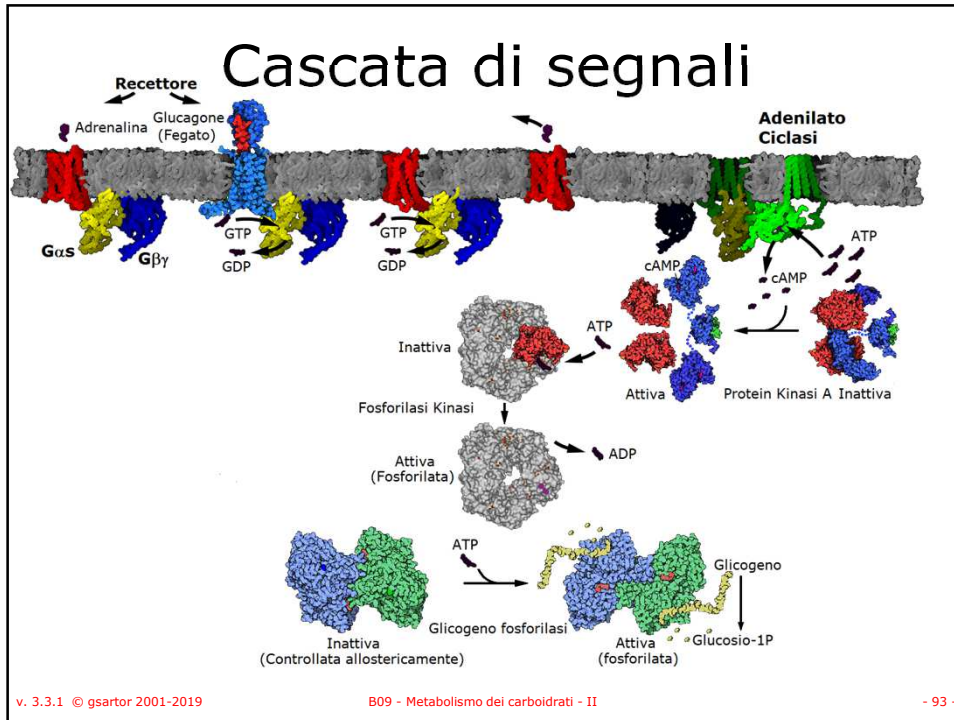 Cascata di segnali
Recettore
Adrenalina
Glucagone
(Fegato)
Adenilato
Ciclasi
Gαs
Gβγ
GTP
GDP
GTP
GDP
cAMP
ATP
cAMP
ATP
Inattiva
Attiva
Protein Kinasi A Inattiva
Fosforilasi Kinasi
Attiva
(Fosforilata)
ADP
ATP
Glicogeno
Glicogeno fosforilasi
Glucosio-1P
Inattiva
(Controllata allostericamente)
Attiva
(fosforilata)
v. 3.3.1 © gsartor 2001-2019
B09 - Metabolismo dei carboidrati - II
- 93 -